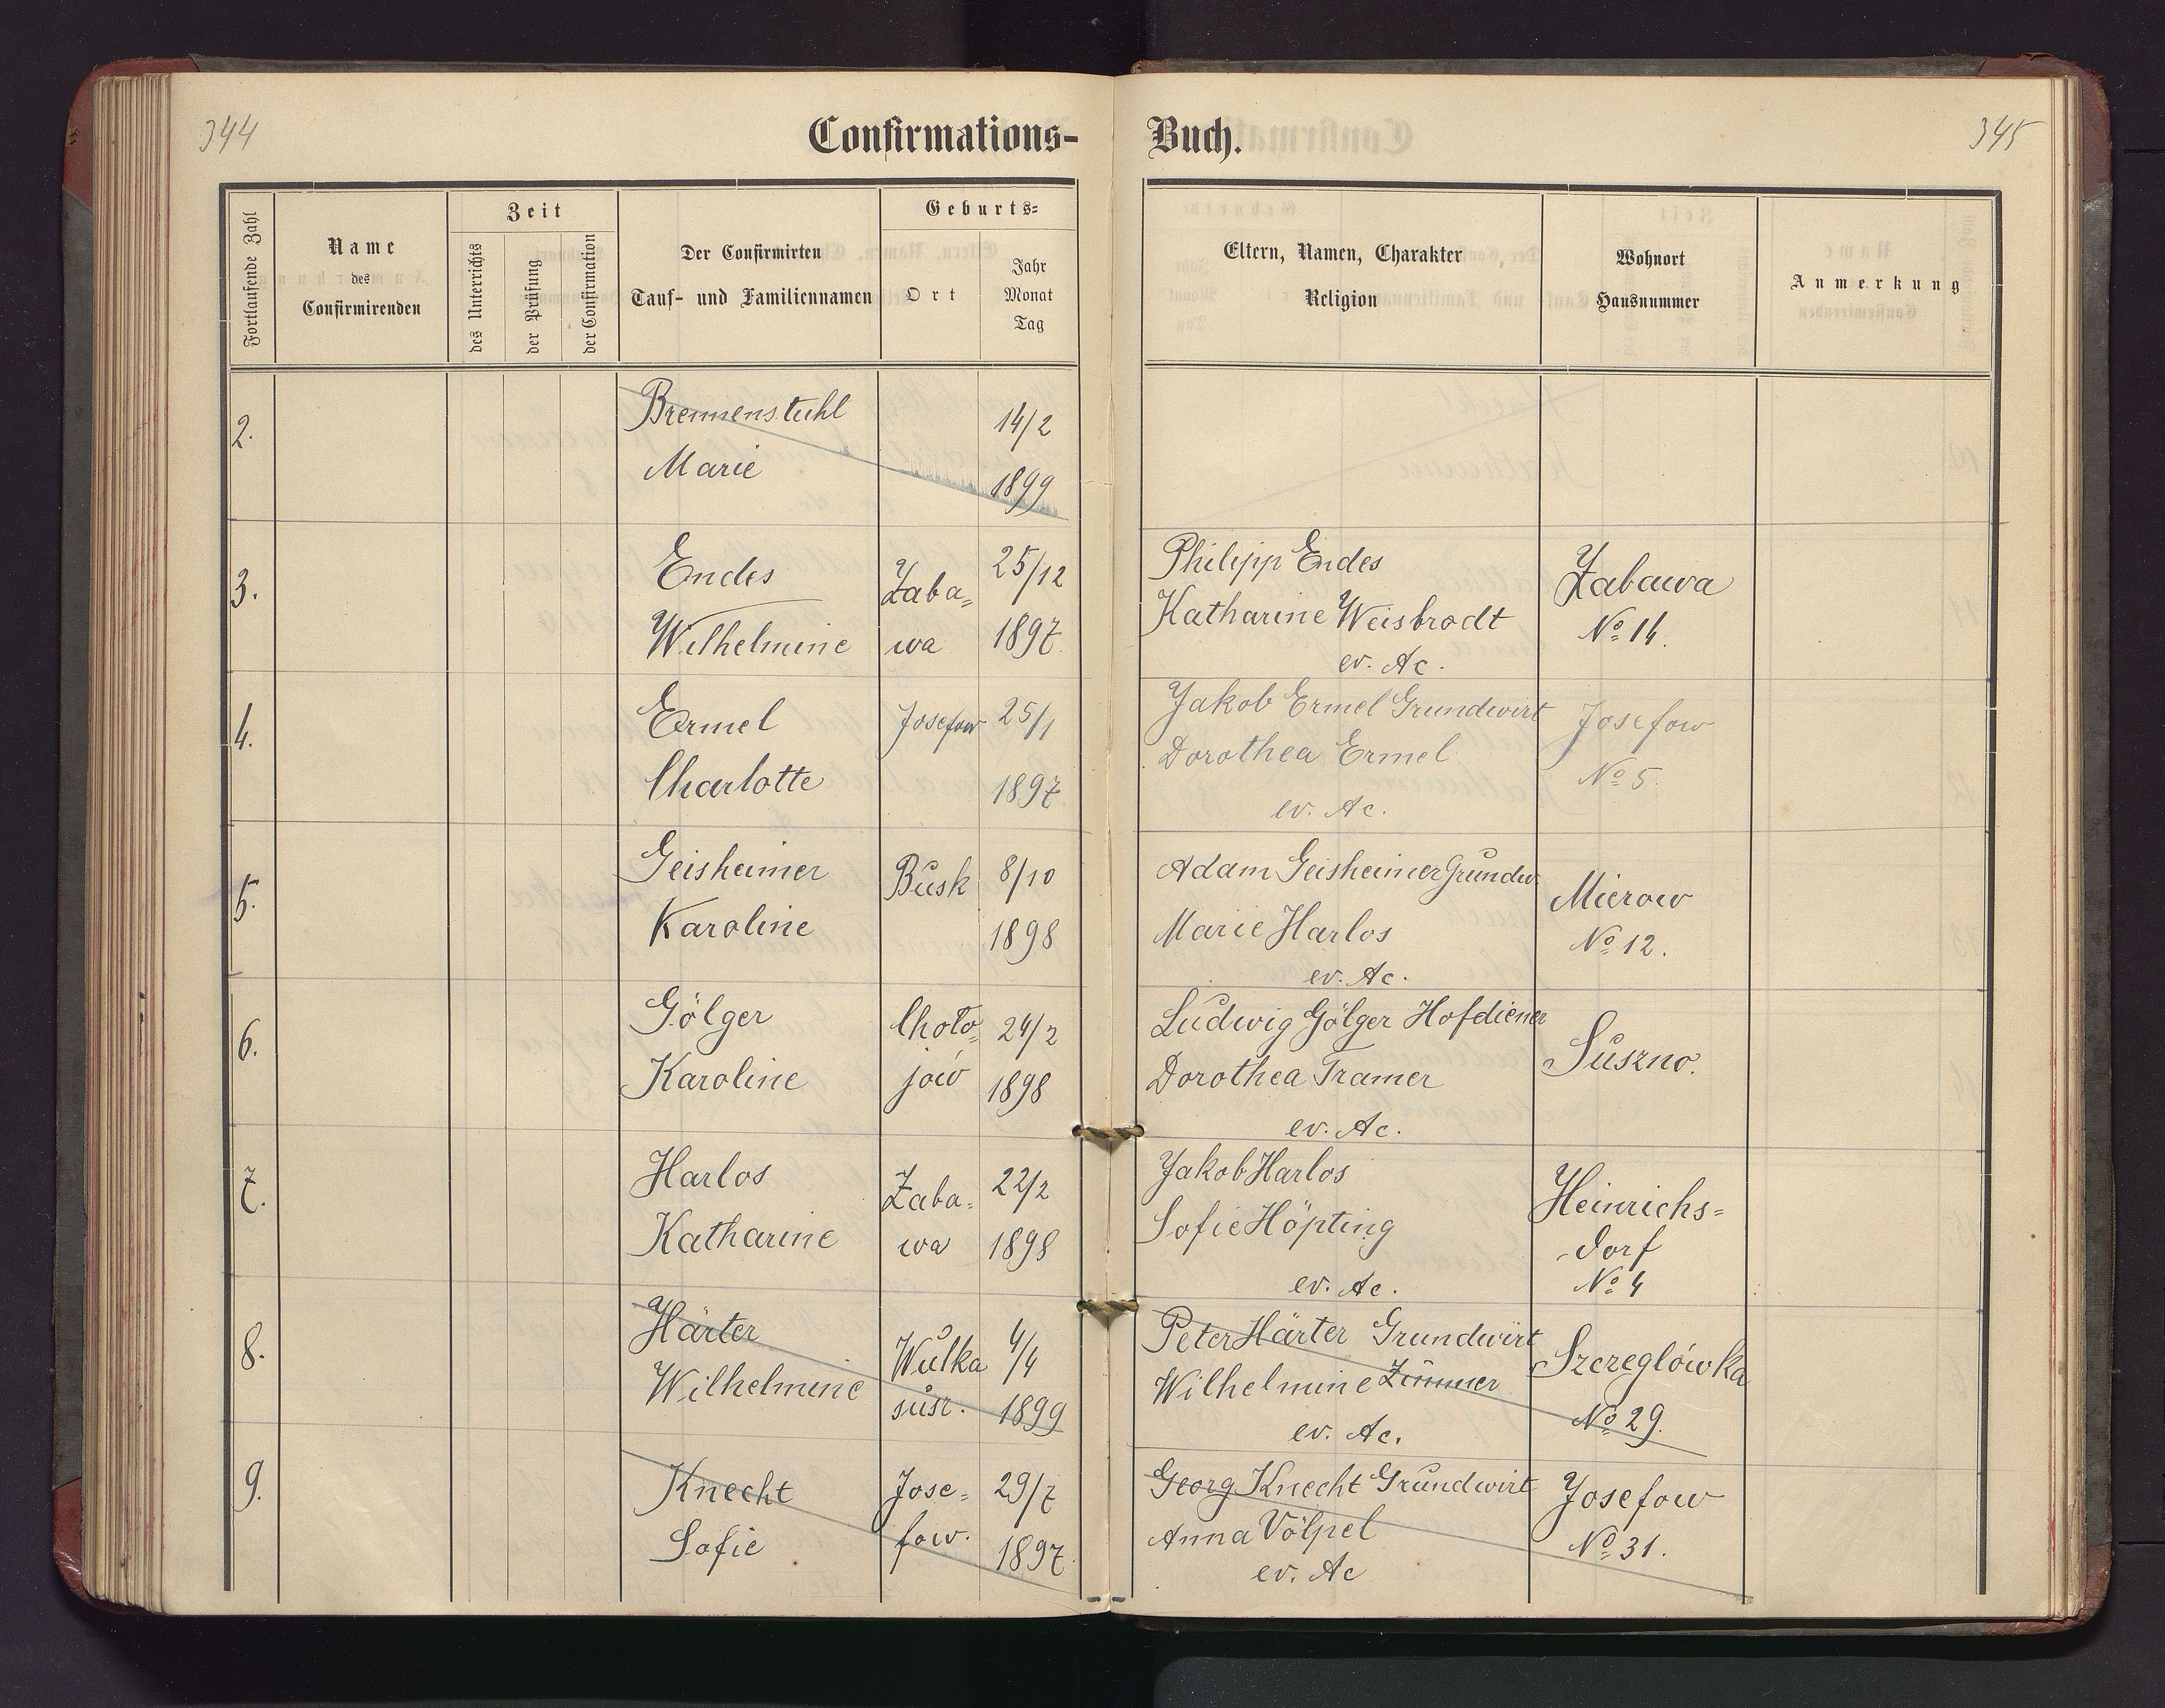 344
Confirmations-
Buch.
345
Fortlaufende Zahl
Name
des
Confirmirenden
Zeit
des Unterrichts
der Prüfung
der Confirmation
Der Confirmirten
Tauf- und Familiennamen
Geburts-
Ort
Jahr
Monat
Tag
Eltern, Namen, Charakter
Religion
Wohnort
Hausnummer
Anmerkung
2.
Brennenstuhl
Marie
14/2
1899
3.
Endes
Wilhelmine
Zaba=
wa
25/12
1897.
Philipp Endes
Katharine Weisbrodt
ev. Ac.
Zabawa
No 14.
4.
Ermel
Charlotte
Josefow
25/1
1897.
Jakob Ermel Grundwirt
Dorothea Ermel
ev. Ac.
Josefow
No 5.
5.
Geisheimer
Karoline
Busk
8/10
1898
Adam Geisheimer Grundw.
Marie Harlos
ev. Ac.
Mierow
No 12.
6.
Gölger
Karoline
Choto=
jów
24/2
1898
Ludwig Gölger Hofdiener
Dorothea Tramer
ev. Ac.
Suszno.
7.
Harlos
Katharine
Zaba=
wa
22/2
1898
Jakob Harlos
Sofie Höpting
ev. Ac.
Heinrichs=
dorf
No 4
8.
Härter
Wilhelmine
Wulka
susz.
4/4
1899
Peter Härter Grundwirt
Wilhelmine Zimmer
ev. Ac.
Szczeglówka
No 29.
9.
Knecht
Sofie
Jose=
fow.
29/7
1897.
Georg Knecht Grundwirt
Anna Völpel
ev. Ac
Josefow
No 31.